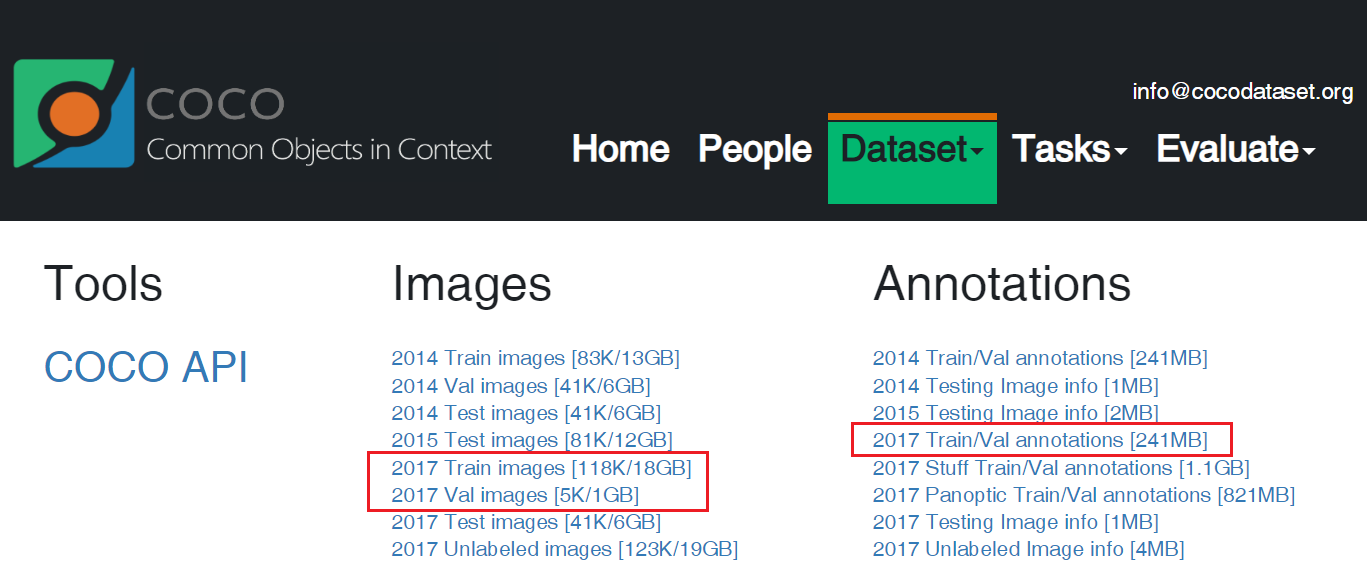 info@cocodataset.org
COCO
Common Objects in Context
Home People Dataset Tasks Evaluate
Tools
COCO API
Images
2014 Train images [83K/13GB]
2014 Val images [41K/6GB]
2014 Test images [41K/6GB]
2015 Test images [81K/12GB]
2017 Train images [118K/18GB]
2017 Val images [5K/1GB]
2017 Test images [41K/6GB]
2017 Unlabeled images [123K/19GB]
Annotations
2014 Train/Val annotations [241MB]
2014 Testing Image info [1MB]
2015 Testing Image info [2MB]
2017 Train/Val annotations [241MB]
2017 Stuff Train/Val annotations [1.1GB]
2017 Panoptic Train/Val annotations [821MB]
2017 Testing Image info [1MB]
2017 Unlabeled Image info [4MB]